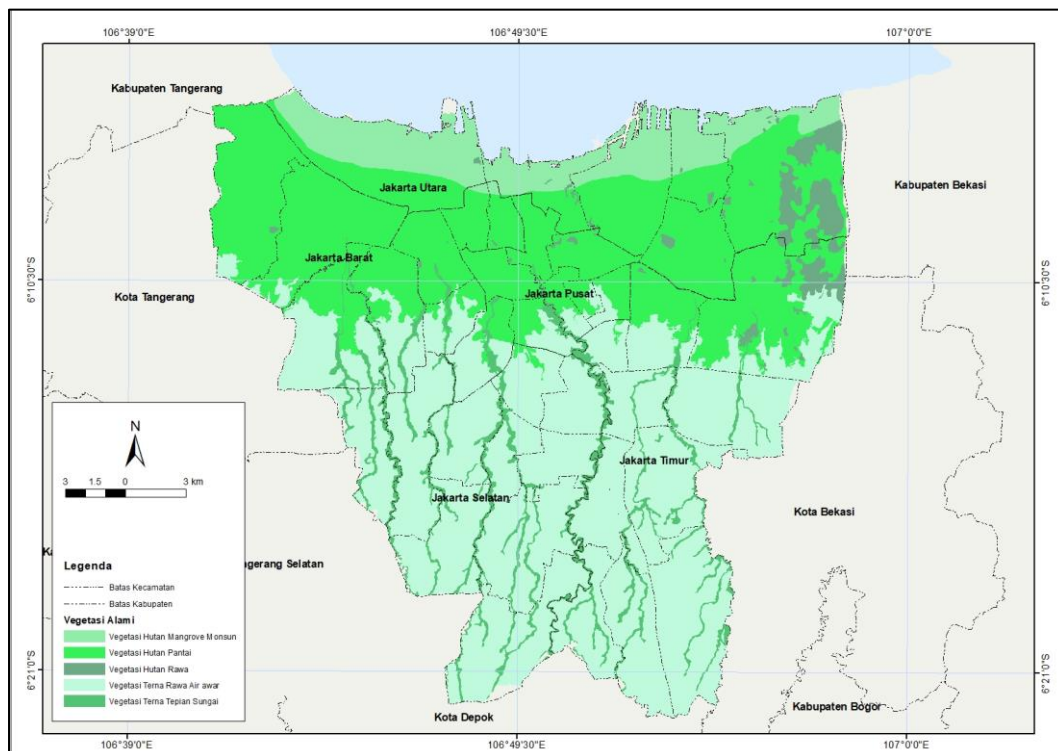 106°39'0"E 106°49'30"E 107°0'0"E
Kabupaten Tangerang
Kabupaten Bekasi
Jakarta Utara
Jakarta Barat
6°10'30"S 6°10'30"S
Kota Tangerang
Jakarta Pusat
N
Jakarta Timur
3 1.5 0 3 km
Jakarta Selatan
Kota Bekasi
ngerang Selatan
Legenda
Batas Kecamatan
Batas Kabupaten
Vegetasi Alami
Vegetasi Hutan Mangrove Monsun
Vegetasi Hutan Pantai
Vegetasi Hutan Rawa
6°21'0"S 6°21'0"S
Vegetasi Terna Rawa Air awar
Vegetasi Terna Tepian Sungai
Kabupaten Bogor
Kota Depok
106°39'0"E 106°49'30"E 107°0'0"E